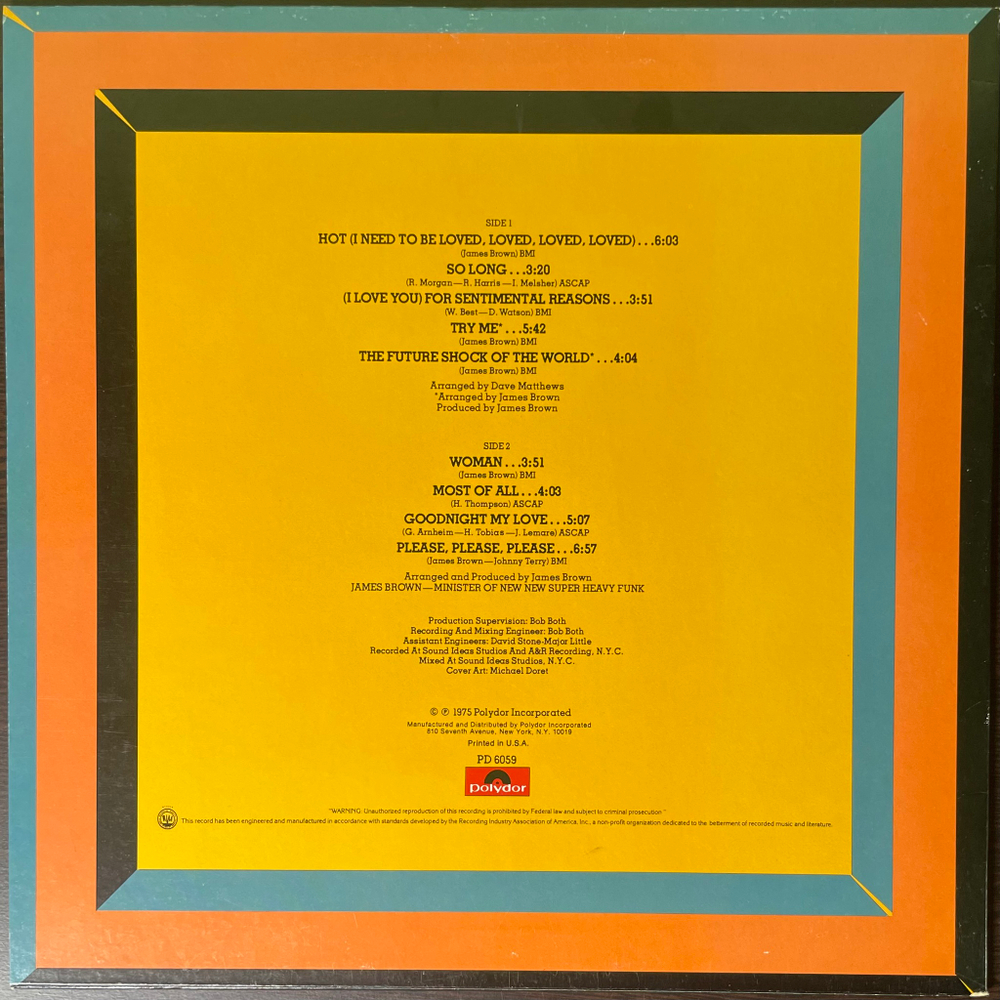 SIDE 1
HOT (I NEED TO BE LOVED, LOVED, LOVED, LOVED)...6:03
(James Brown) BMI
SO LONG...3:20
(R. Morgan—R. Harris—I. Melsher) ASCAP
(I LOVE YOU) FOR SENTIMENTAL REASONS...3:51
(W. Best—D. Watson) BMI
TRY ME*...5:42
(James Brown) BMI
THE FUTURE SHOCK OF THE WORLD*...4:04
(James Brown) BMI
Arranged by Dave Matthews
*Arranged by James Brown
Produced by James Brown
SIDE 2
WOMAN...3:51
(James Brown) BMI
MOST OF ALL...4:03
(H. Thompson) ASCAP
GOODNIGHT MY LOVE...5:07
(G. Arnheim—H. Tobias—J. Lemare) ASCAP
PLEASE, PLEASE, PLEASE...6:57
(James Brown—Johnny Terry) BMI
Arranged and Produced by James Brown
JAMES BROWN—MINISTER OF NEW NEW SUPER HEAVY FUNK
Production Supervision: Bob Both
Recording And Mixing Engineer: Bob Both
Assistant Engineers: David Stone-Major Little
Recorded At Sound Ideas Studios And A&R Recording, N.Y.C.
Mixed At Sound Ideas Studios, N.Y.C.
Cover Art: Michael Doret
© ℗ 1975 Polydor Incorporated
Manufactured and Distributed by Polydor Incorporated
810 Seventh Avenue, New York, N.Y. 10019
Printed in U.S.A.
PD 6059
polydor
"WARNING: Unauthorized reproduction of this recording is prohibited by Federal law and subject to criminal prosecution."
This record has been engineered and manufactured in accordance with standards developed by the Recording Industry Association of America, Inc., a non-profit organization dedicated to the betterment of recorded music and literature.